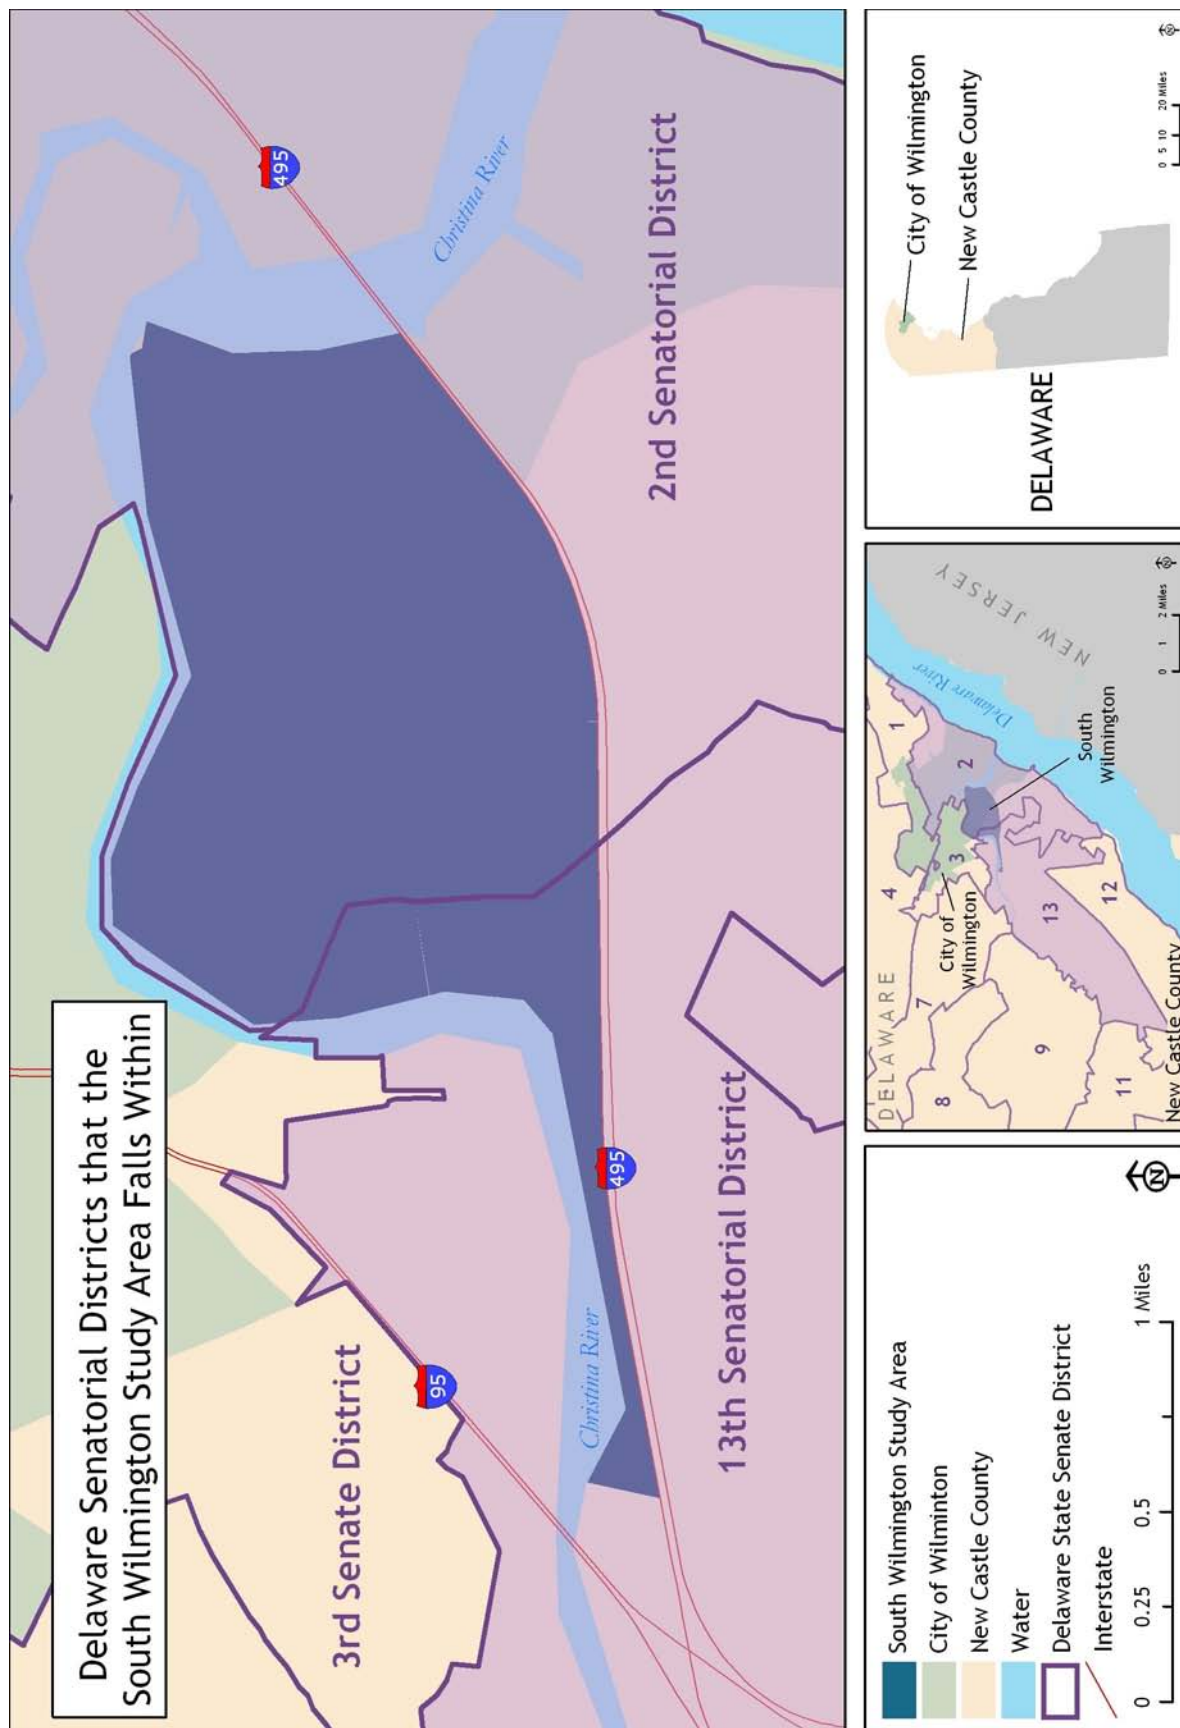 Delaware Senatorial Districts that the
South Wilmington Study Area Falls Within
495
Christina River
2nd Senatorial District
3rd Senate District
95
Christina River
495
13th Senatorial District
South Wilmington Study Area
City of Wilminton
New Castle County
Water
Delaware State Senate District
Interstate
0 0.25 0.5 1 Miles
N
DELAWARE
NEW JERSEY
Delaware River
1
2
3
4
7
8
9
11
12
13
City of
Wilmington
South
Wilmington
New Castle County
0 1 2 Miles
City of Wilmington
New Castle County
DELAWARE
0 5 10 20 Miles